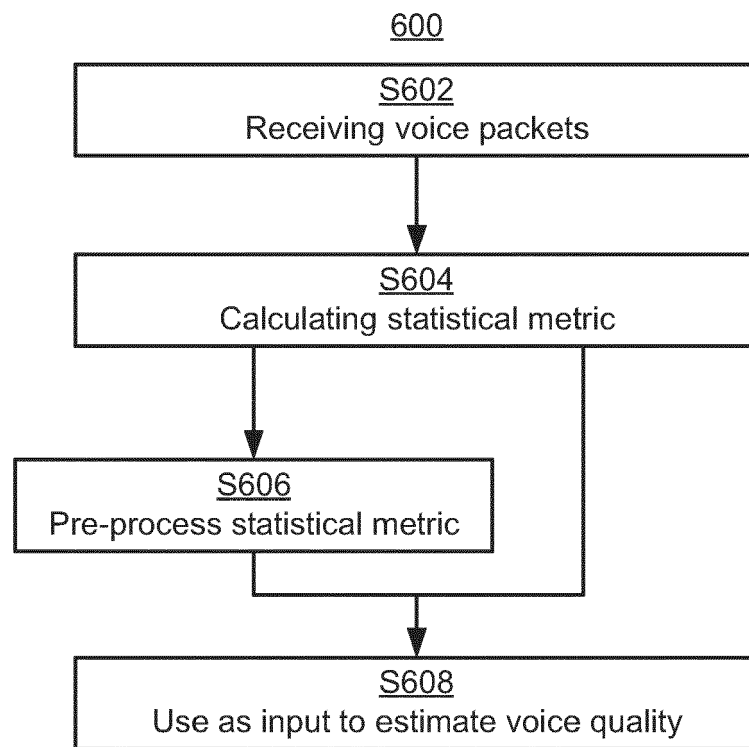 600
S602
Receiving voice packets
S604
Calculating statistical metric
S606
Pre-process statistical metric
S608
Use as input to estimate voice quality